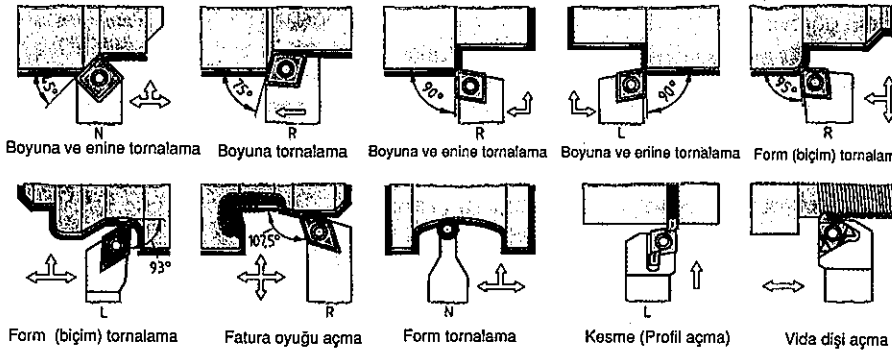 45°
N
Boyuna ve enine tornalama
75°
R
Boyuna tornalama
90°
R
Boyuna ve enine tornalama
90°
L
Boyuna ve enine tornalama
95°
R
Form (biçim) tornalam
93°
L
Form (biçim) tornalama
107,5°
R
Fatura oyuğu açma
N
Form tornalama
L
Kesme (Profil açma)
Vida dişi açma